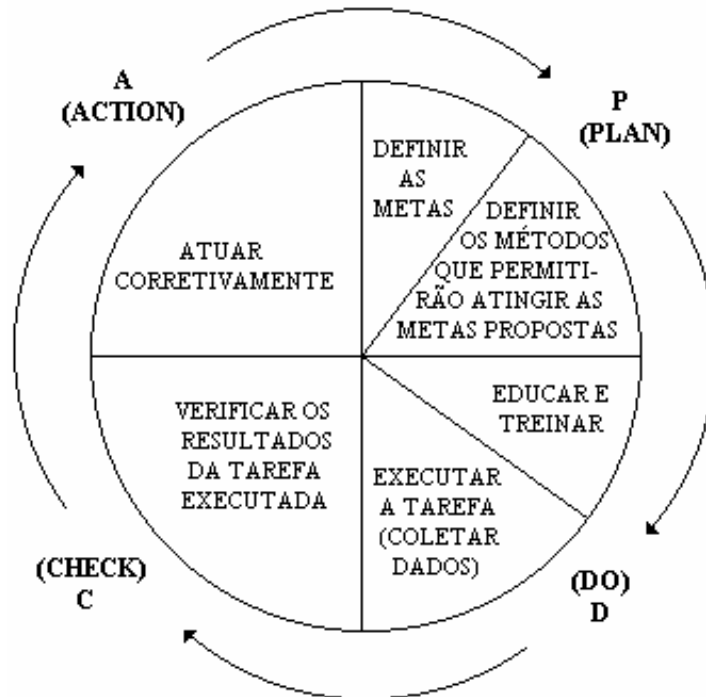 A
(ACTION)
P
(PLAN)
DEFINIR
AS
METAS
DEFINIR
OS MÉTODOS
QUE PERMITI-
RÃO ATINGIR AS
METAS PROPOSTAS
ATUAR
CORRETIVAMENTE
EDUCAR E
TREINAR
VERIFICAR OS
RESULTADOS
DA TAREFA
EXECUTADA
EXECUTAR
A TAREFA
(COLETAR
DADOS)
(CHECK)
C
(DO)
D